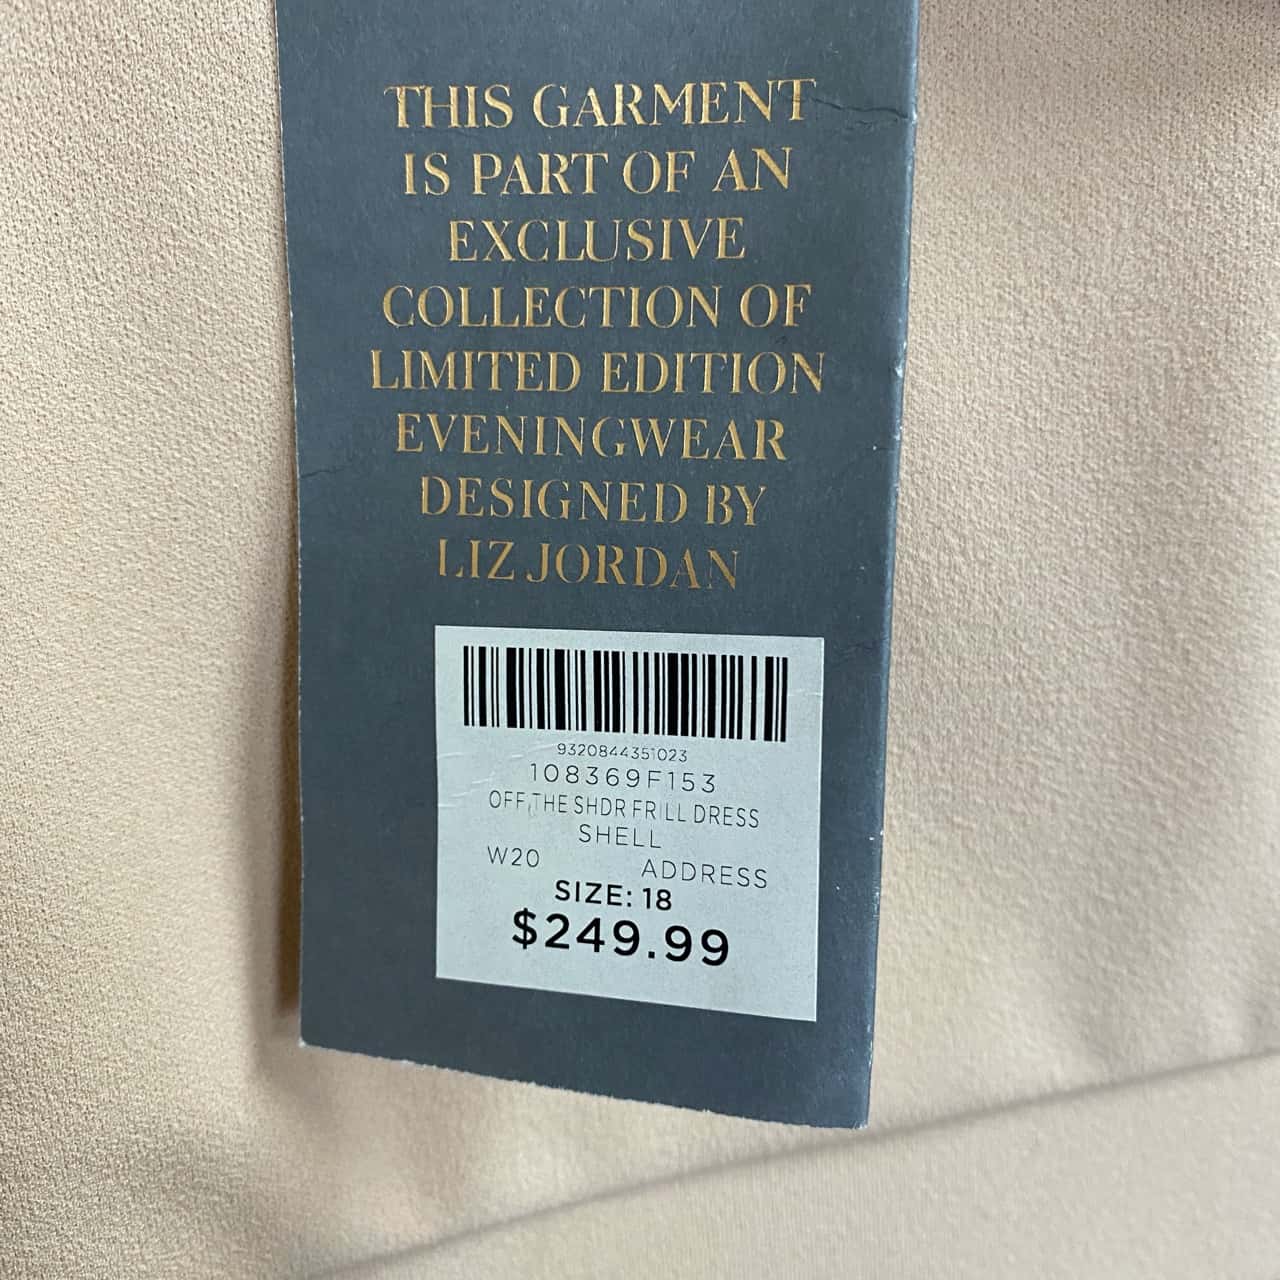 THIS GARMENT
IS PART OF AN
EXCLUSIVE
COLLECTION OF
LIMITED EDITION
EVENINGWEAR
DESIGNED BY
LIZ JORDAN
9320844351023
108369F153
OFF THE SHDR FRILL DRESS
SHELL
W20 ADDRESS
SIZE: 18
$249.99